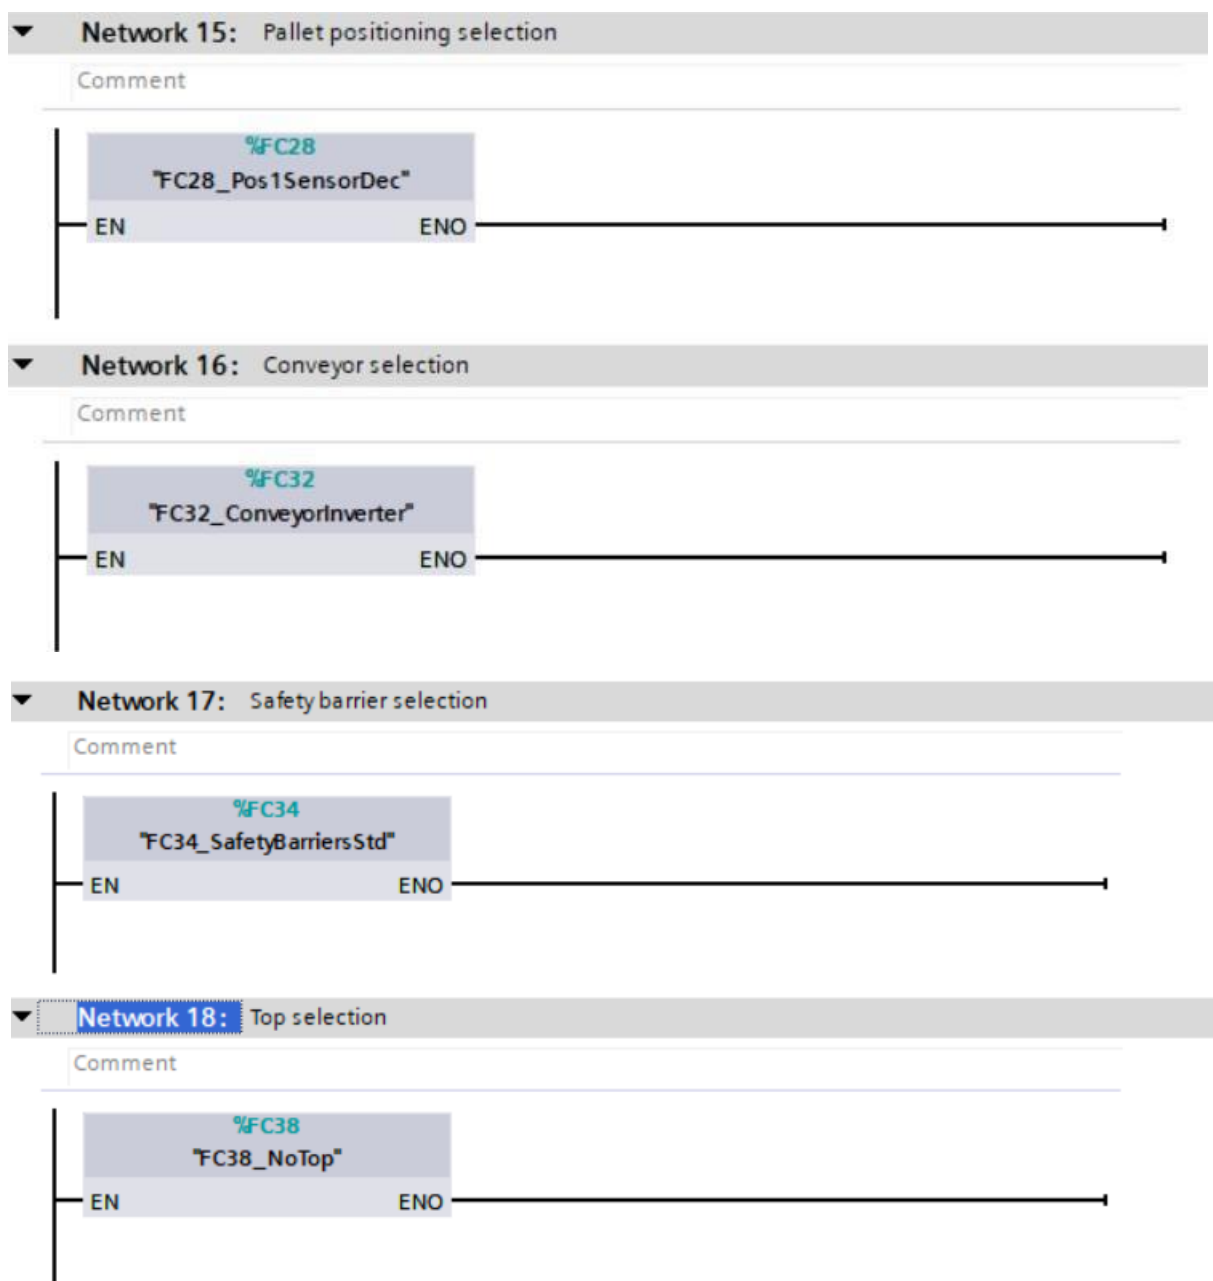 Network 15: Pallet positioning selection
Comment
%FC28
"FC28_Pos1SensorDec"
EN ENO
Network 16: Conveyor selection
Comment
%FC32
"FC32_ConveyorInverter"
EN ENO
Network 17: Safety barrier selection
Comment
%FC34
"FC34_SafetyBarriersStd"
EN ENO
Network 18: Top selection
Comment
%FC38
"FC38_NoTop"
EN ENO